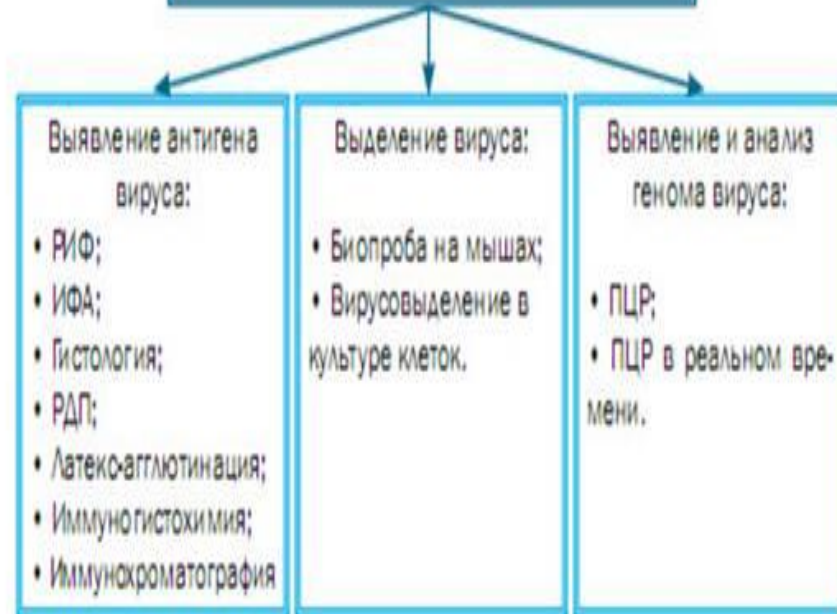 Выявление антигена
вируса:
• РИФ;
• ИФА;
• Гистология;
• РДП;
• Латекс-агглютинация;
• Иммуногистохимия;
• Иммунохроматография
Выделение вируса:
• Биопроба на мышах;
• Вирусовыделение в
культуре клеток.
Выявление и анализ
генома вируса:
• ПЦР;
• ПЦР в реальном вре-
мени.